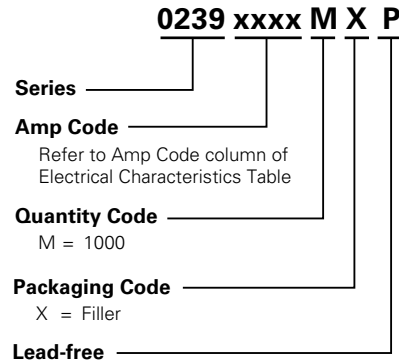 0239 xxxx M X P
Series
Amp Code
Refer to Amp Code column of
Electrical Characteristics Table
Quantity Code
M = 1000
Packaging Code
X = Filler
Lead-free